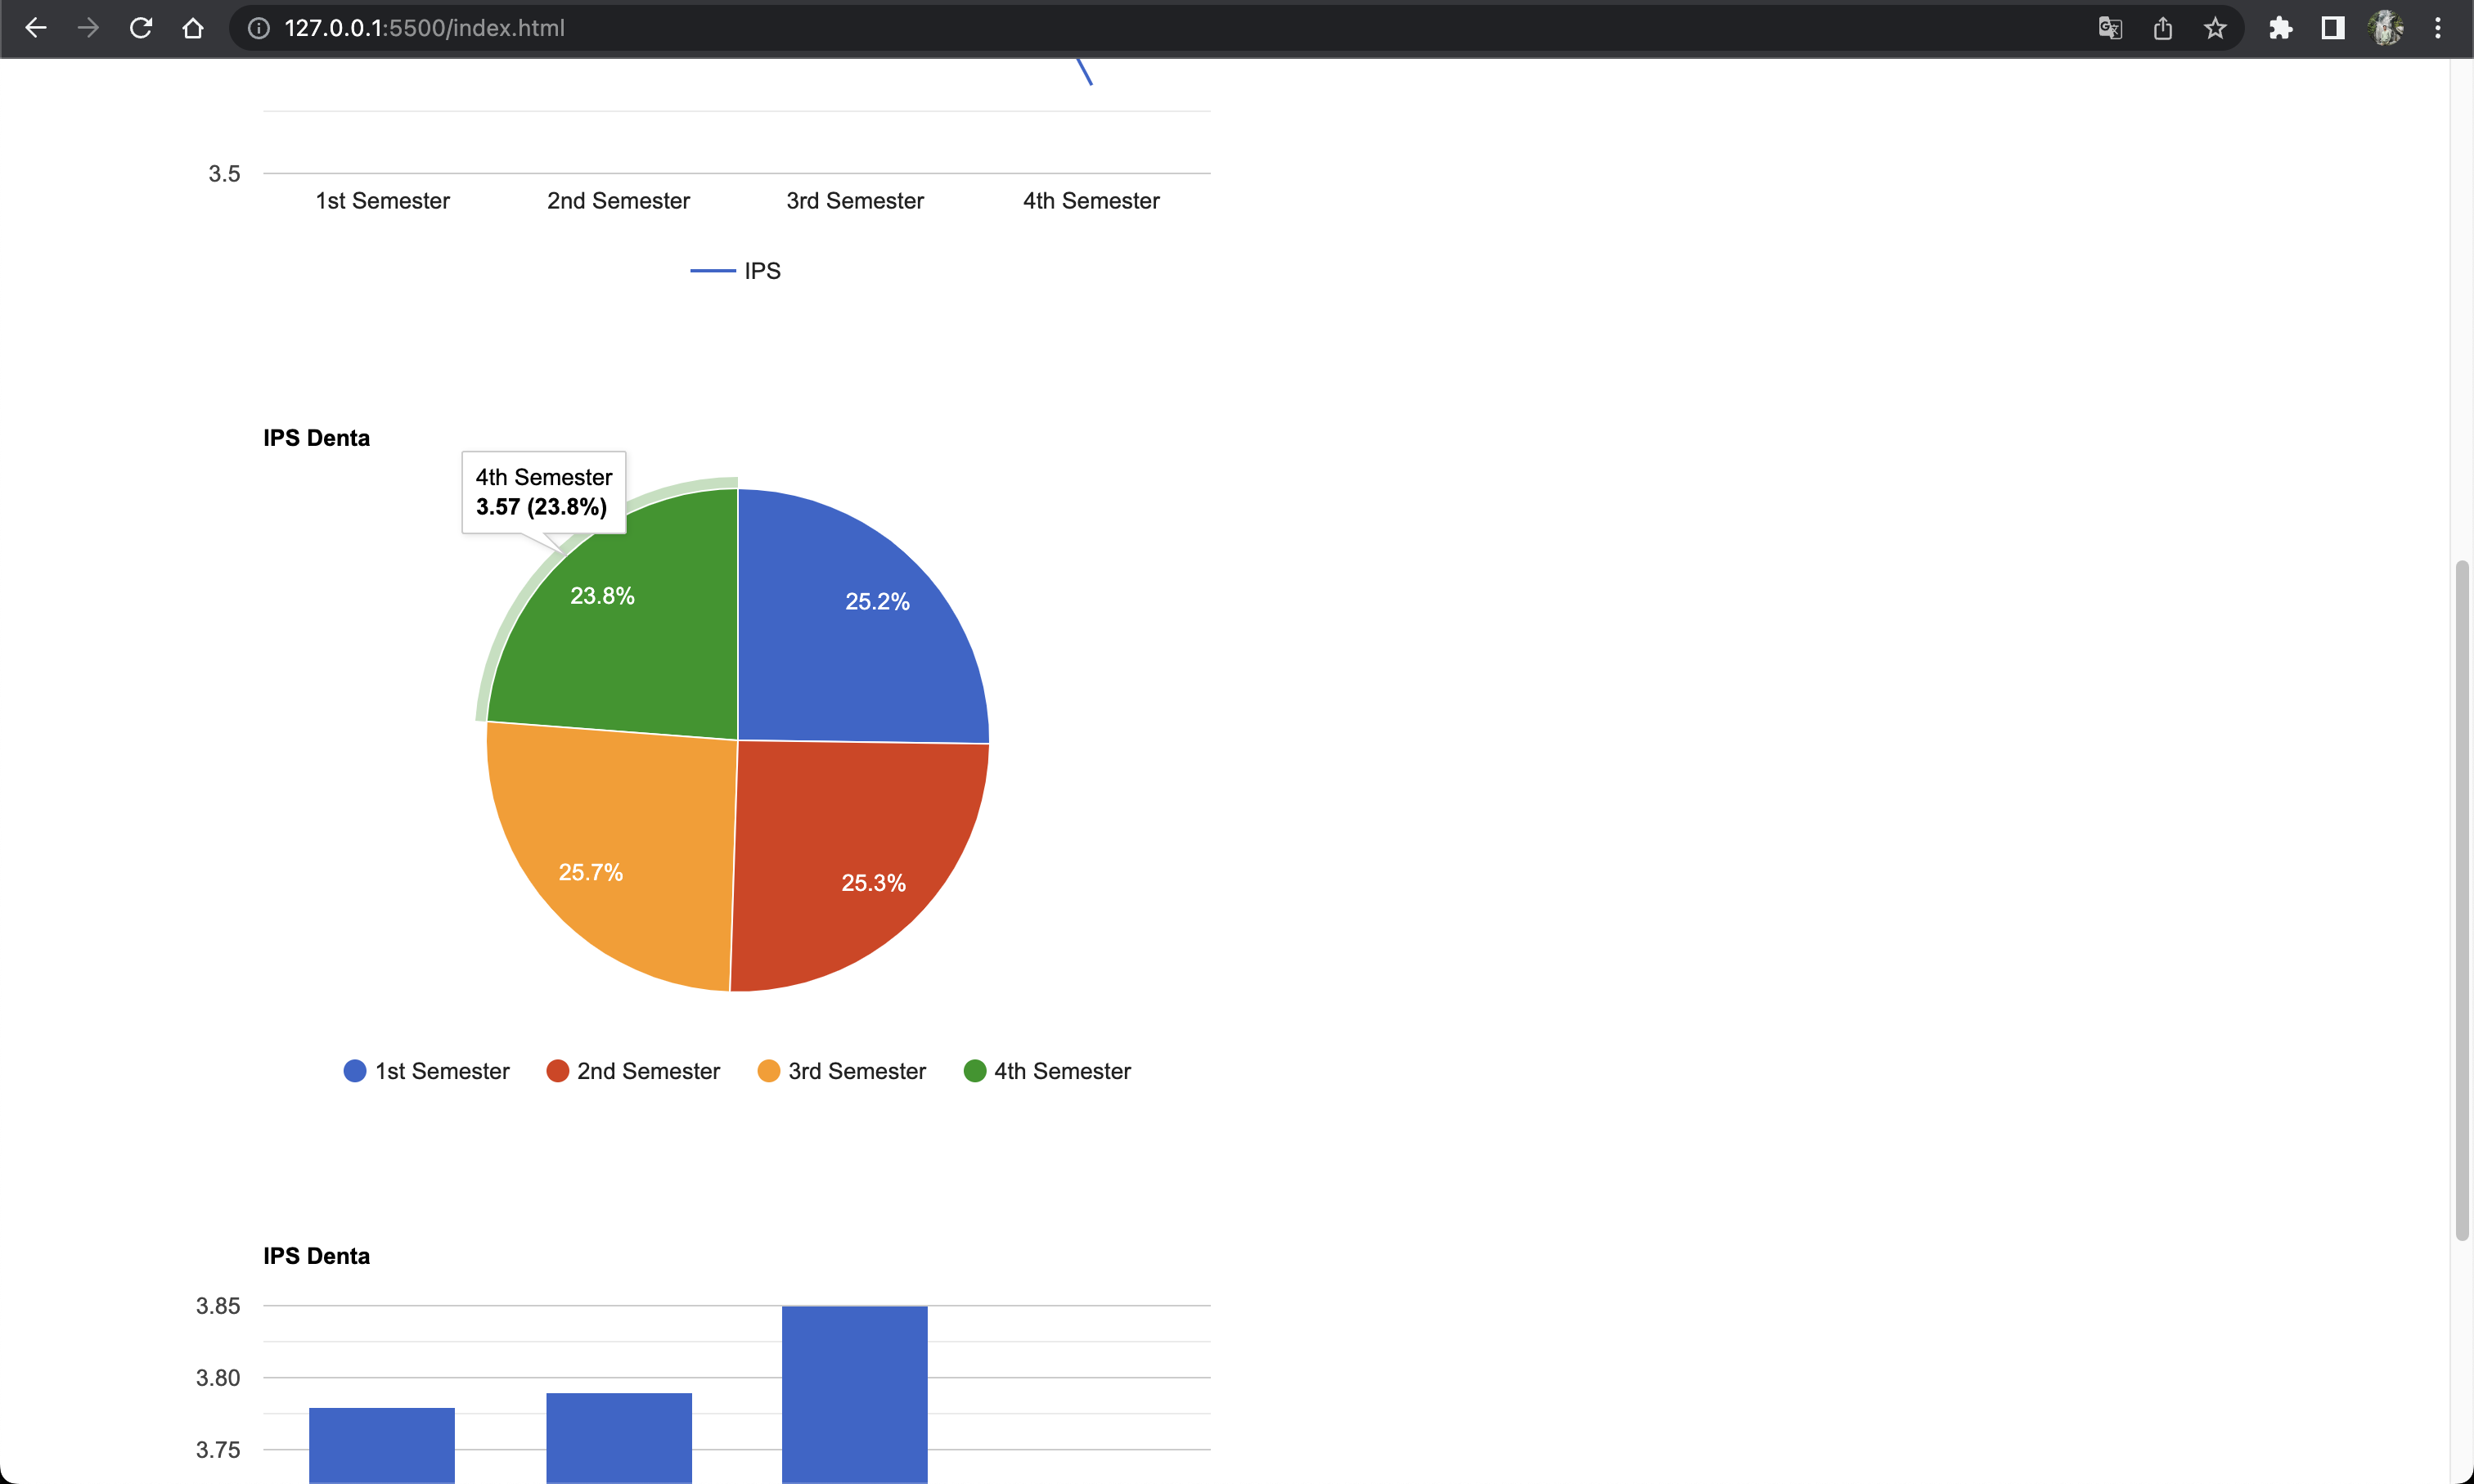 127.0.0.1:5500/index.html
3.5
1st Semester 2nd Semester 3rd Semester 4th Semester
IPS
IPS Denta
4th Semester
3.57 (23.8%)
23.8% 25.2%
25.7% 25.3%
1st Semester 2nd Semester 3rd Semester 4th Semester
IPS Denta
3.85
3.80
3.75